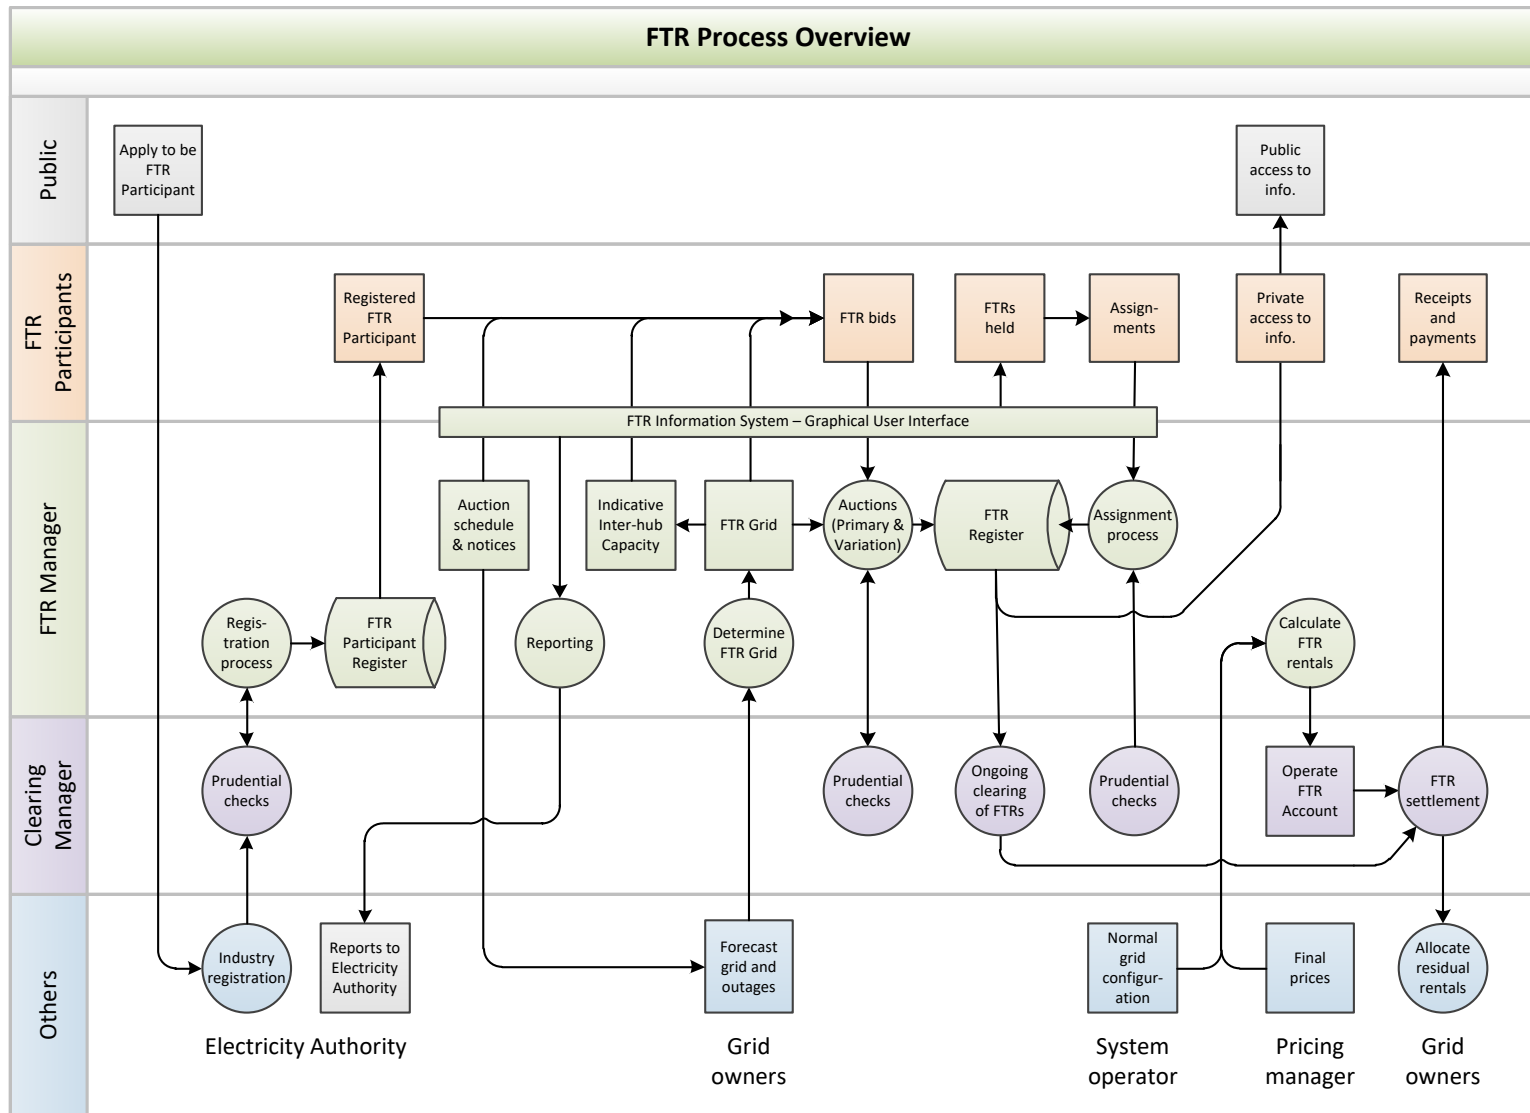 FTR Process Overview
Public
Apply to be
FTR
Participant
Public
access to
info.
FTR
Participants
Registered
FTR
Participant
FTR bids
FTRs
held
Assign-
ments
Private
access to
info.
Receipts
and
payments
FTR Information System – Graphical User Interface
FTR Manager
Auction
schedule
& notices
Indicative
Inter-hub
Capacity
FTR Grid
Auctions
(Primary &
Variation)
FTR
Register
Assignment
process
Regis-
tration
process
FTR
Participant
Register
Reporting
Determine
FTR Grid
Calculate
FTR
rentals
Clearing
Manager
Prudential
checks
Prudential
checks
Ongoing
clearing
of FTRs
Prudential
checks
Operate
FTR
Account
FTR
settlement
Others
Industry
registration
Reports to
Electricity
Authority
Forecast
grid and
outages
Normal
grid
configur-
ation
Final
prices
Allocate
residual
rentals
Electricity Authority
Grid
owners
System
operator
Pricing
manager
Grid
owners